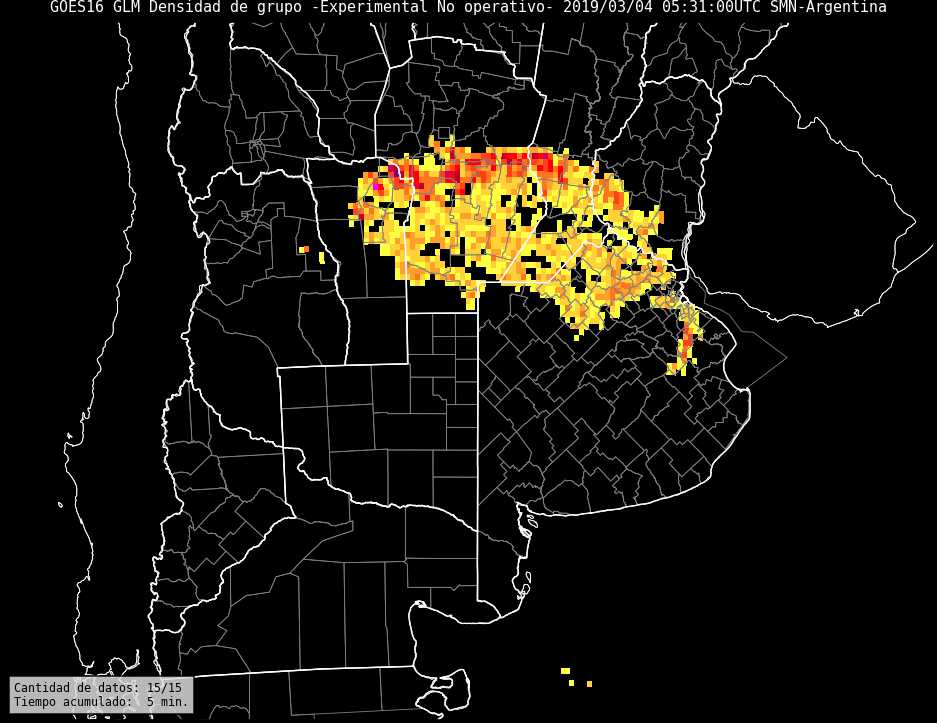 GOES16 GLM Densidad de grupo -Experimental No operativo- 2019/03/04 05:31:00UTC SMN-Argentina
Cantidad de datos: 15/15
Tiempo acumulado:  5 min.